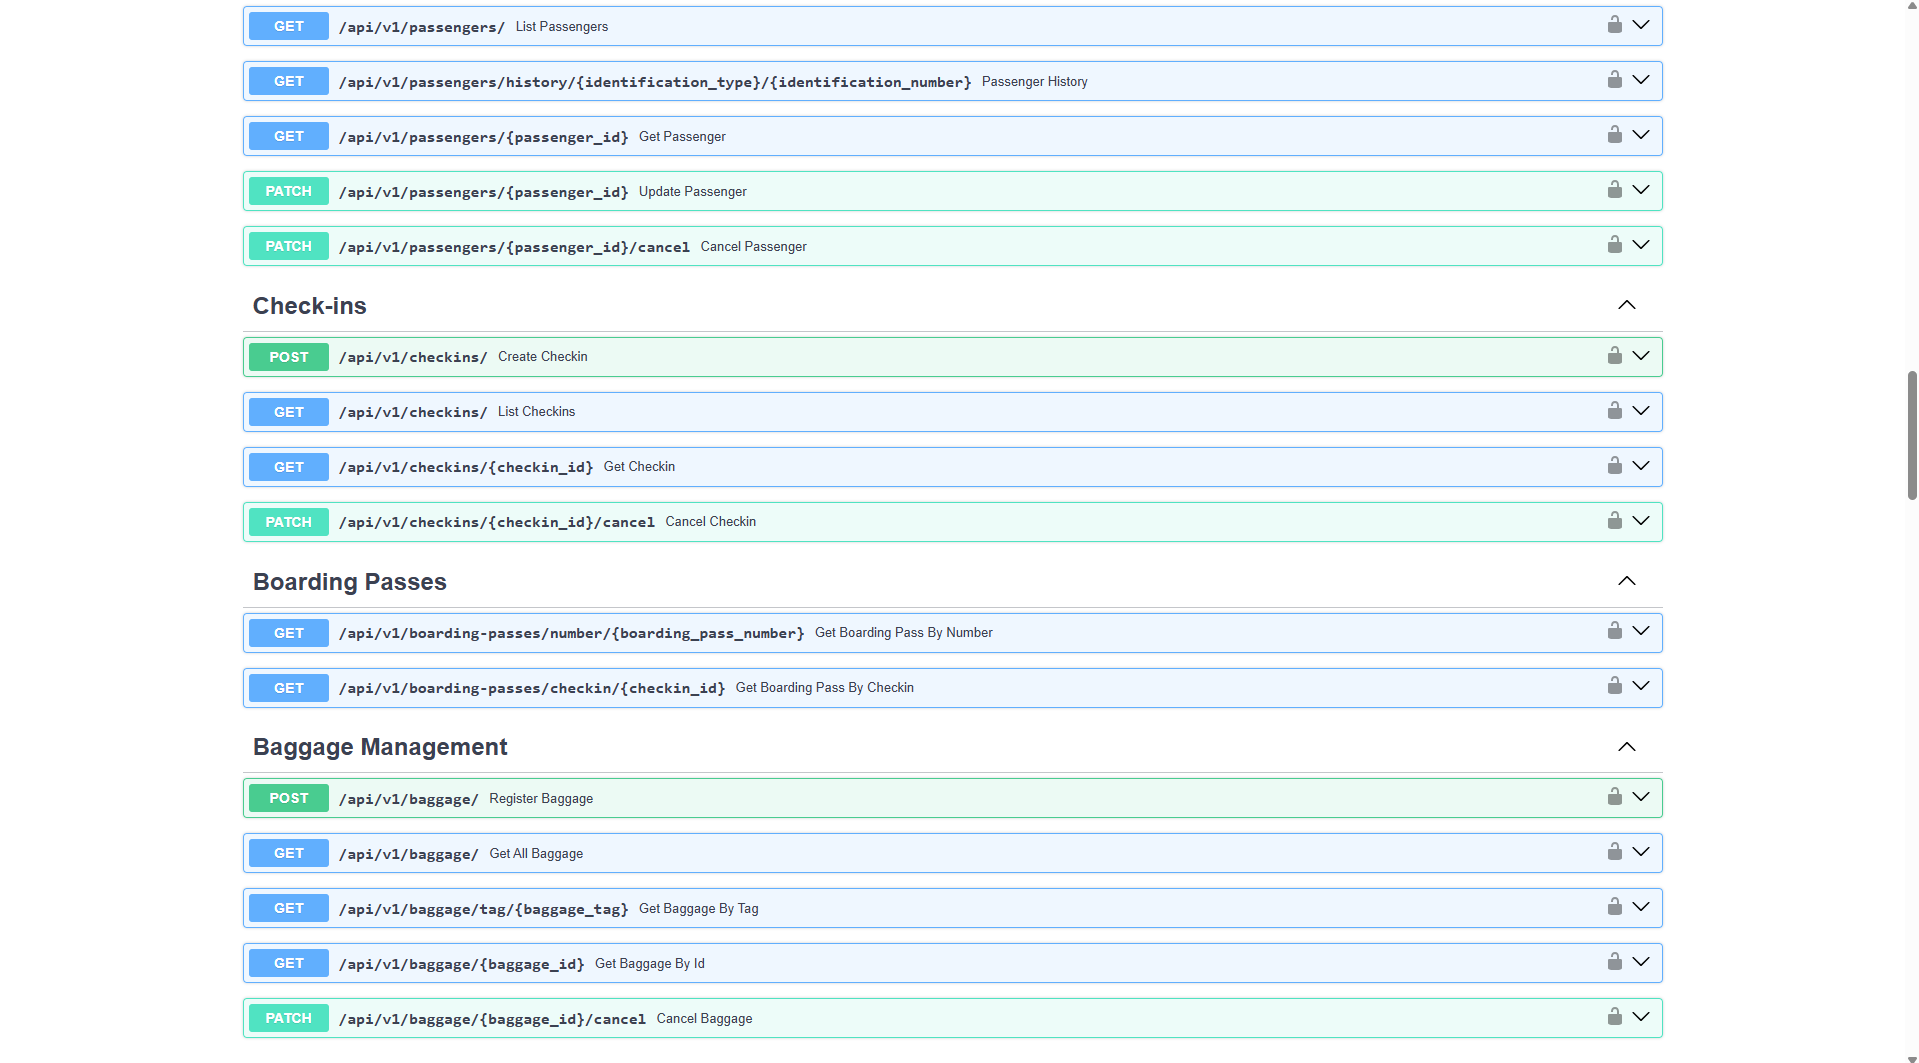 GET /api/v1/passengers/ List Passengers
GET /api/v1/passengers/history/{identification_type}/{identification_number} Passenger History
GET /api/v1/passengers/{passenger_id} Get Passenger
PATCH /api/v1/passengers/{passenger_id} Update Passenger
PATCH /api/v1/passengers/{passenger_id}/cancel Cancel Passenger
Check-ins
POST /api/v1/checkins/ Create Checkin
GET /api/v1/checkins/ List Checkins
GET /api/v1/checkins/{checkin_id} Get Checkin
PATCH /api/v1/checkins/{checkin_id}/cancel Cancel Checkin
Boarding Passes
GET /api/v1/boarding-passes/number/{boarding_pass_number} Get Boarding Pass By Number
GET /api/v1/boarding-passes/checkin/{checkin_id} Get Boarding Pass By Checkin
Baggage Management
POST /api/v1/baggage/ Register Baggage
GET /api/v1/baggage/ Get All Baggage
GET /api/v1/baggage/tag/{baggage_tag} Get Baggage By Tag
GET /api/v1/baggage/{baggage_id} Get Baggage By Id
PATCH /api/v1/baggage/{baggage_id}/cancel Cancel Baggage